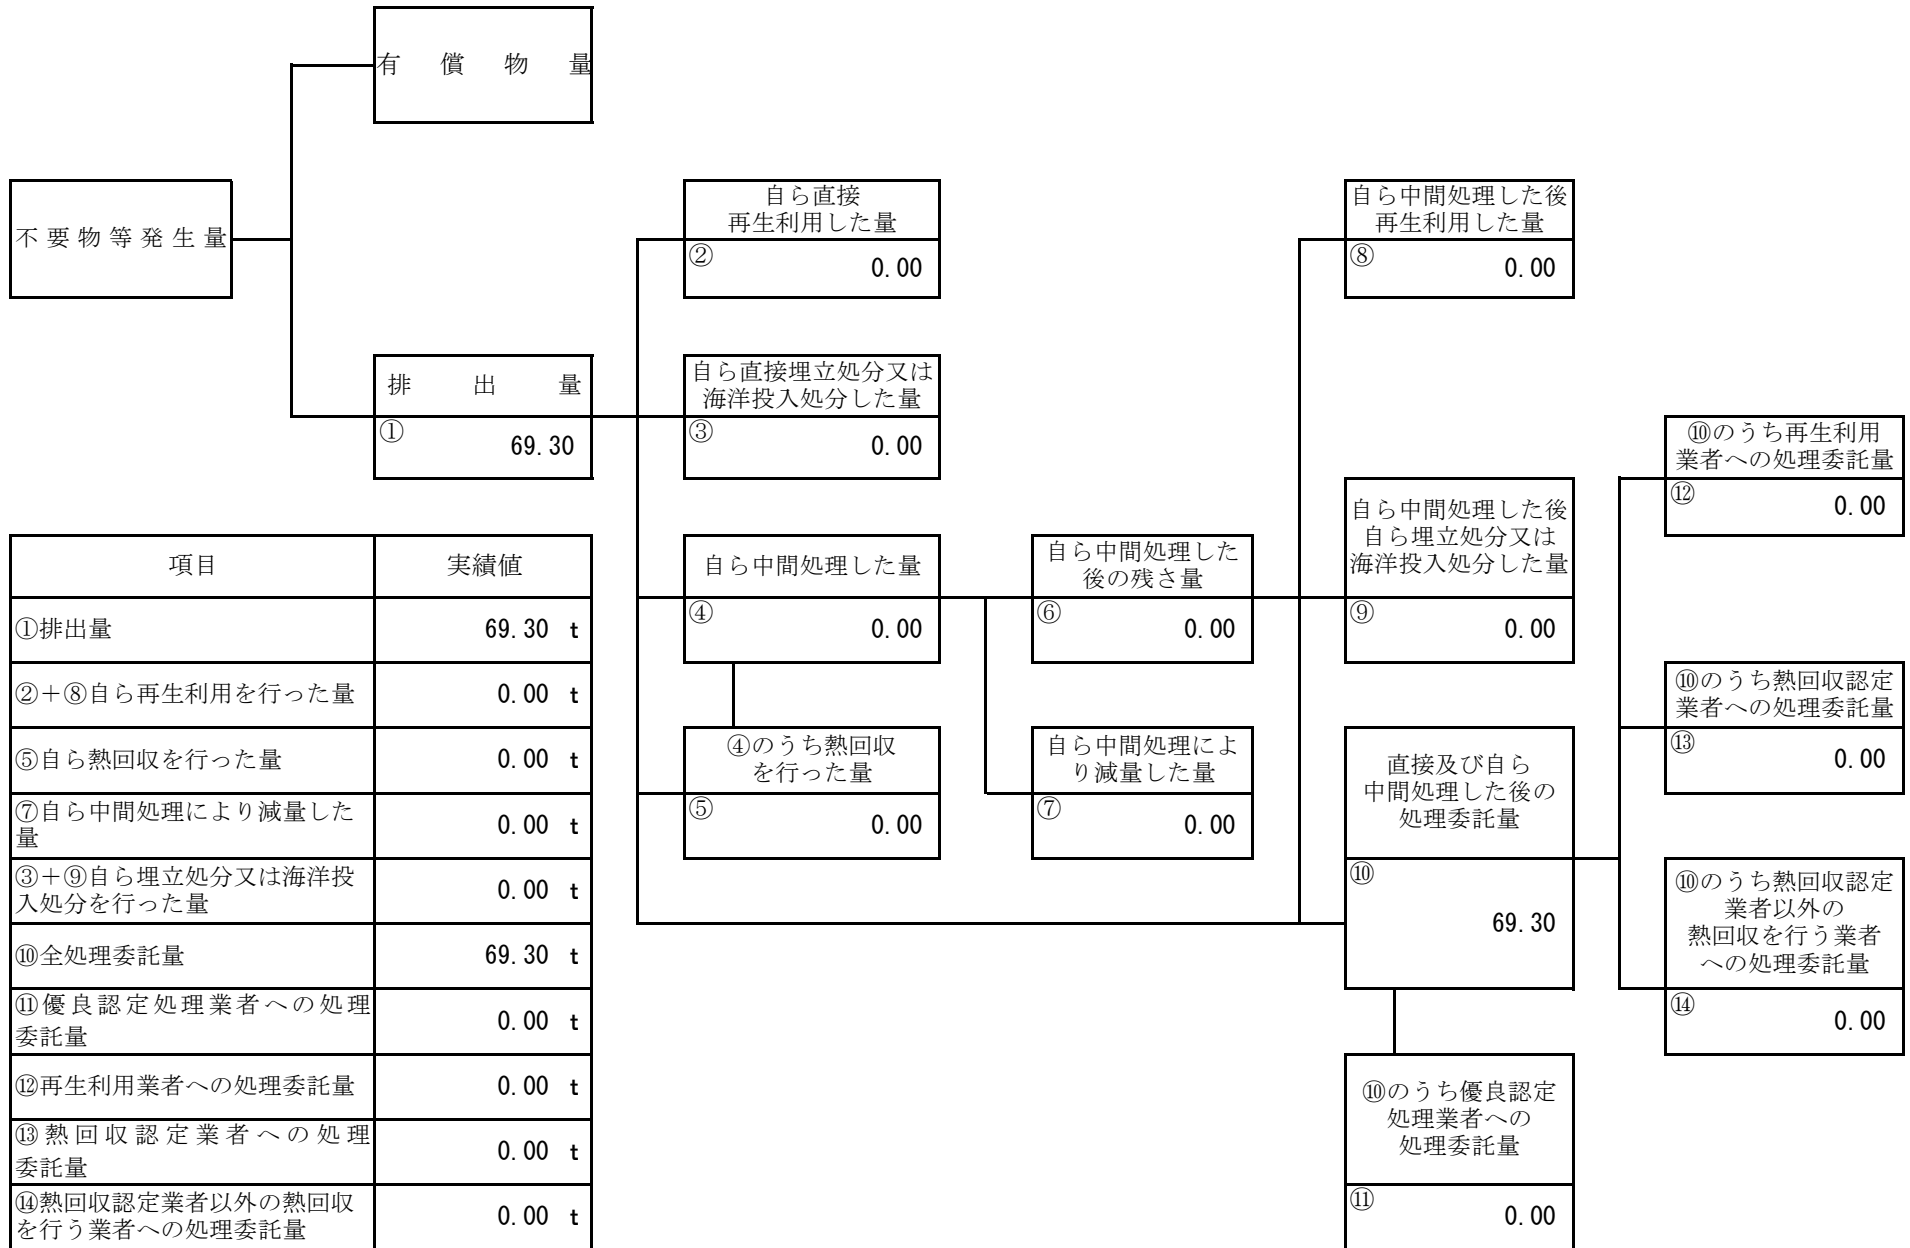 有償物量
不要物等発生量
自ら直接
再生利用した量
②
0.00
自ら中間処理した後
再生利用した量
⑧
0.00
排出量
①
69.30
自ら直接埋立処分又は
海洋投入処分した量
③
0.00
⑩のうち再生利用
業者への処理委託量
⑫
0.00
自ら中間処理した量
④
0.00
自ら中間処理した
後の残さ量
⑥
0.00
自ら中間処理した後
自ら埋立処分又は
海洋投入処分した量
⑨
0.00
⑩のうち熱回収認定
業者への処理委託量
⑬
0.00
④のうち熱回収
を行った量
⑤
0.00
自ら中間処理によ
り減量した量
⑦
0.00
直接及び自ら
中間処理した後の
処理委託量
⑩
69.30
⑩のうち熱回収認定
業者以外の
熱回収を行う業者
への処理委託量
⑭
0.00
⑩のうち優良認定
処理業者への
処理委託量
⑪
0.00
項目 実績値
①排出量 69.30 t
②＋⑧自ら再生利用を行った量 0.00 t
⑤自ら熱回収を行った量 0.00 t
⑦自ら中間処理により減量した
量 0.00 t
③＋⑨自ら埋立処分又は海洋投
入処分を行った量 0.00 t
⑩全処理委託量 69.30 t
⑪優良認定処理業者への処理
委託量 0.00 t
⑫再生利用業者への処理委託量 0.00 t
⑬熱回収認定業者への処理
委託量 0.00 t
⑭熱回収認定業者以外の熱回収
を行う業者への処理委託量 0.00 t